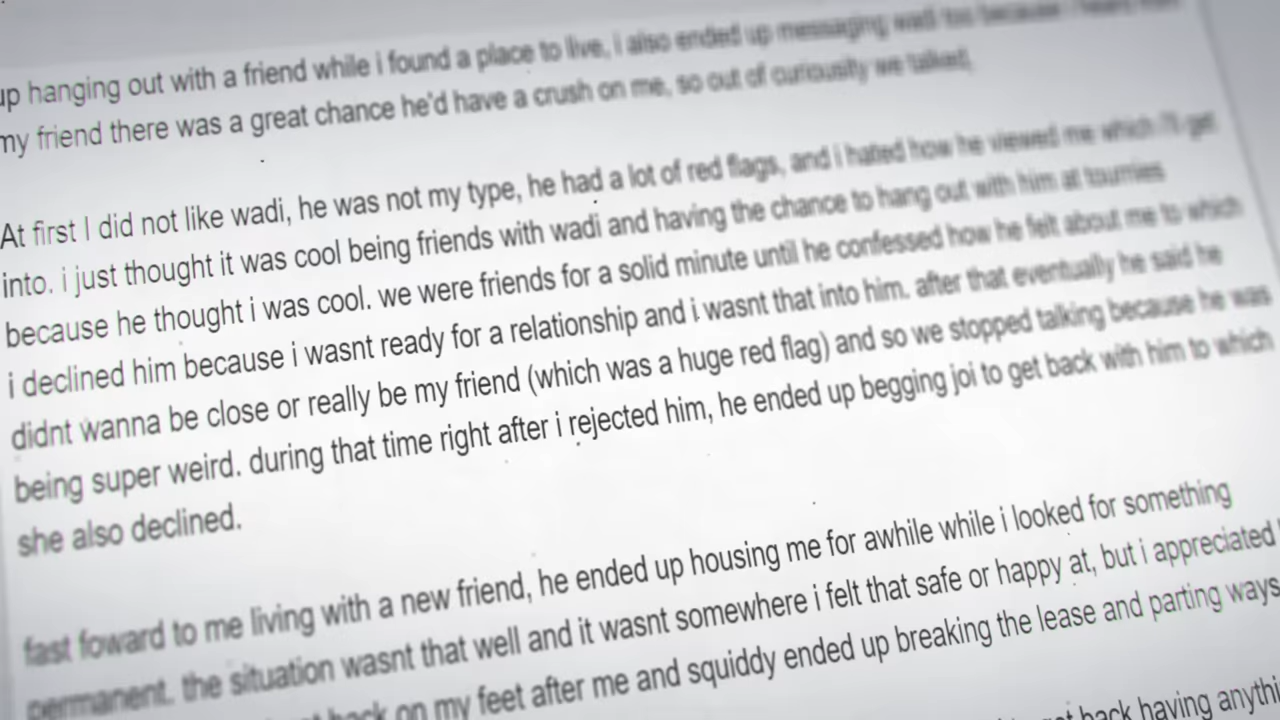 up hanging out with a friend while i found a place to live, i also ended up messaging wadi too because i heard from
my friend there was a great chance he'd have a crush on me, so out of curiousity we talked,
At first I did not like wadi, he was not my type, he had a lot of red flags, and i hated how he viewed me which i'll get
into. i just thought it was cool being friends with wadi and having the chance to hang out with him at tournies
because he thought i was cool. we were friends for a solid minute until he confessed how he felt about me to which
i declined him because i wasnt ready for a relationship and i wasnt that into him. after that eventually he said he
didnt wanna be close or really be my friend (which was a huge red flag) and so we stopped talking because he was
being super weird. during that time right after i rejected him, he ended up begging joi to get back with him to which
she also declined.
fast foward to me living with a new friend, he ended up housing me for awhile while i looked for something
permanent. the situation wasnt that well and it wasnt somewhere i felt that safe or happy at, but i appreciated
back on my feet after me and squiddy ended up breaking the lease and parting ways
back having